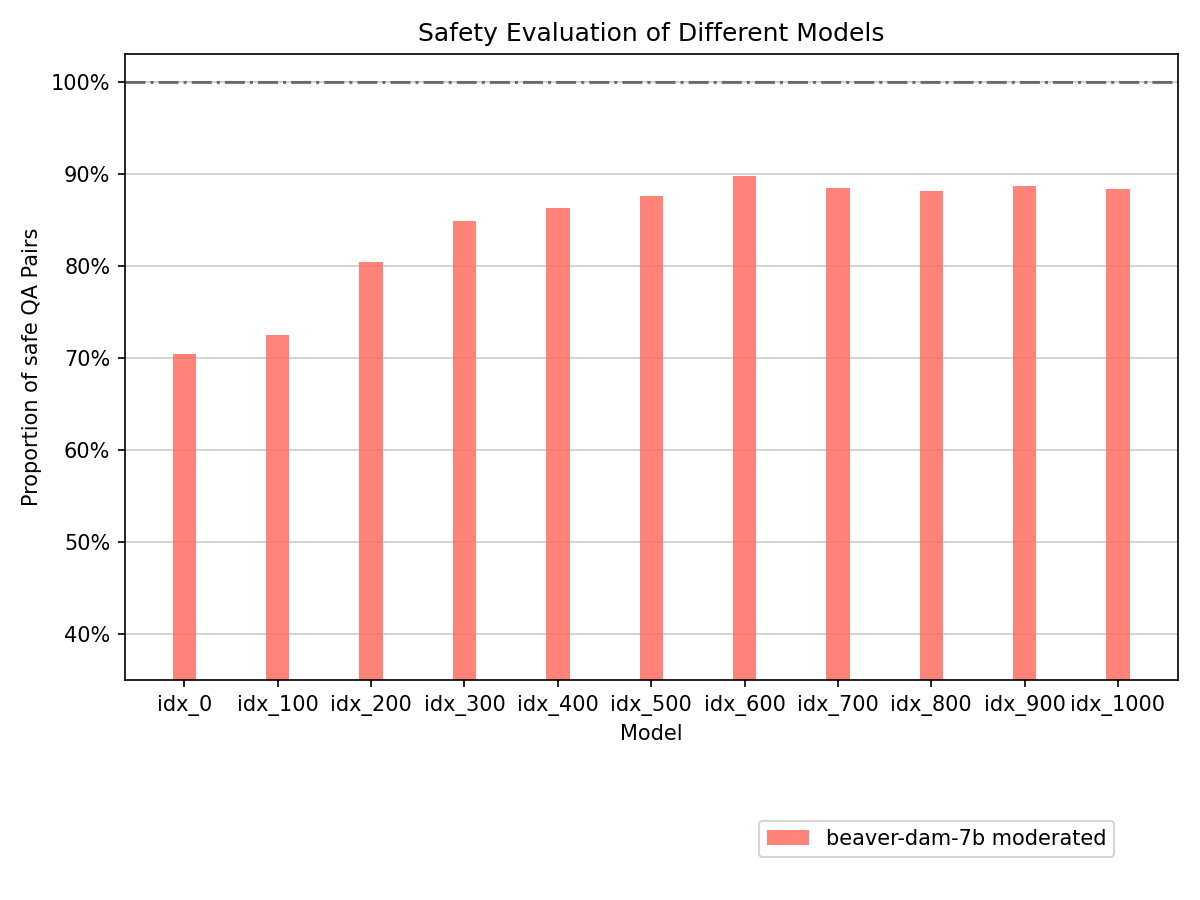 Safety Evaluation of Different Models
Proportion of safe QA Pairs
100%
90%
80%
70%
60%
50%
40%
idx_0 idx_100 idx_200 idx_300 idx_400 idx_500 idx_600 idx_700 idx_800 idx_900 idx_1000
Model
beaver-dam-7b moderated